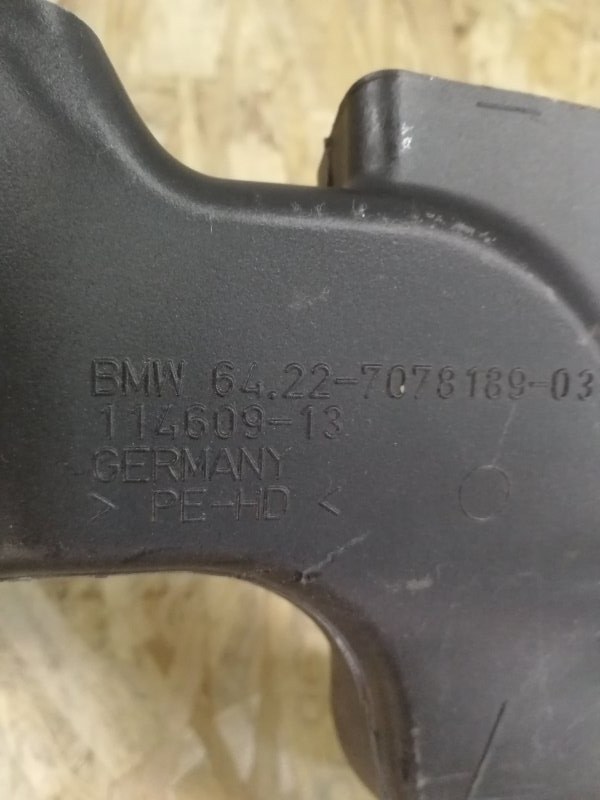 BMW 64.22-7078189-03
114609-13
GERMANY
> PE-HD <